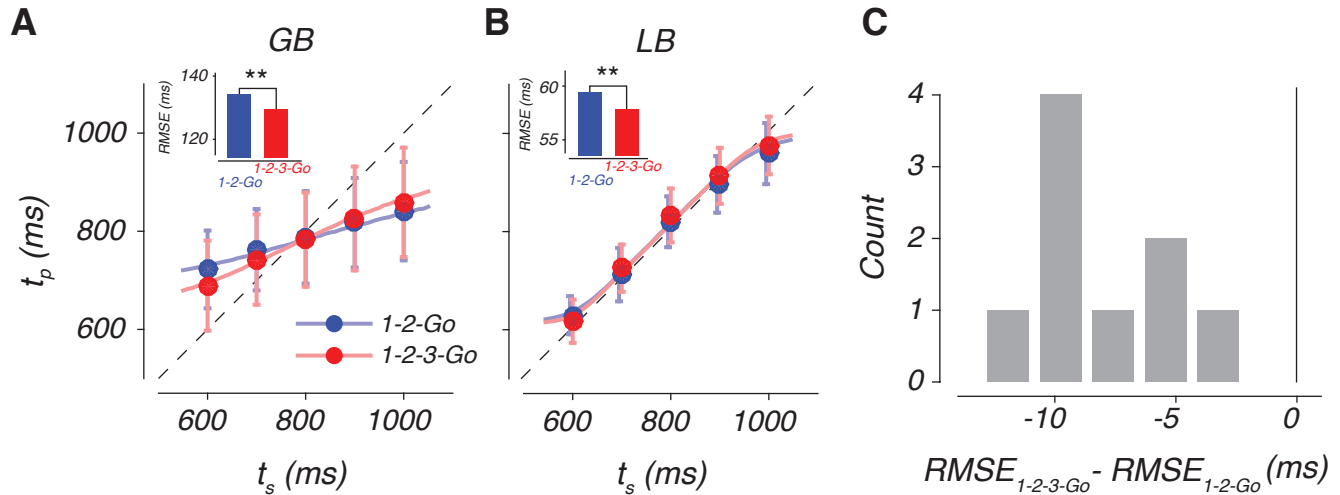 A
GB
RMSE (ms)
140
120
**
1-2-Go
1-2-3-Go
1000
800
600
t_p (ms)
1-2-Go
1-2-3-Go
600 800 1000
t_s (ms)
B
LB
RMSE (ms)
60
55
**
1-2-Go
1-2-3-Go
600 800 1000
t_s (ms)
C
Count
4
3
2
1
0
-10 -5 0
RMSE_1-2-3-Go - RMSE_1-2-Go (ms)